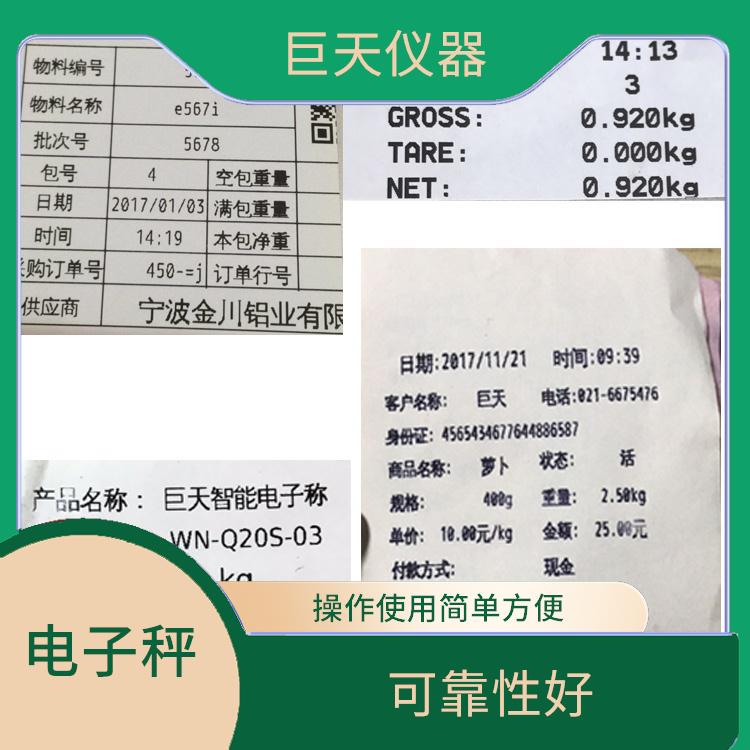 巨天仪器
物料编号
物料名称 e567i
批次号 5678
包号 4 空包重量
日期 2017/01/03 满包重量
时间 14:19 本包净重
采购订单号 450-=j 订单行号
供应商 宁波金川铝业有限
14:13
3
GROSS: 0.920kg
TARE: 0.000kg
NET: 0.920kg
日期:2017/11/21 时间:09:39
客户名称: 巨天 电话:021-6675476
身份证: 4565434677644886587
商品名称: 萝卜 状态: 活
规格: 400g 重量: 2.50kg
单价: 10.00元/kg 金额: 25.00元
付款方式: 现金
产品名称: 巨天智能电子称
WN-Q20S-03
kg
操作使用简单方便
电子秤
可靠性好